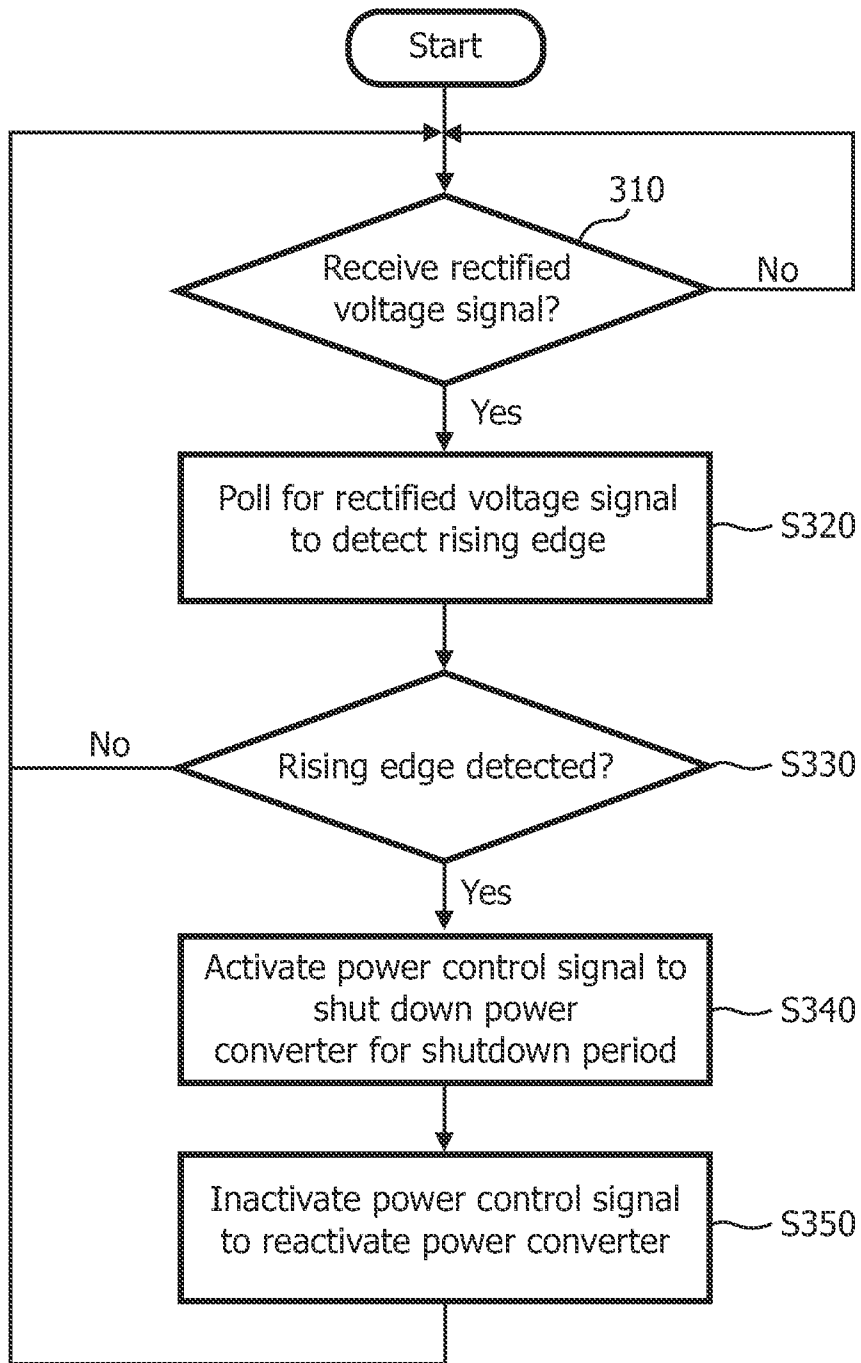 Start
310
Receive rectified
voltage signal?
No
Yes
Poll for rectified voltage signal
to detect rising edge
S320
No
Rising edge detected?
S330
Yes
Activate power control signal to
shut down power
converter for shutdown period
S340
Inactivate power control signal
to reactivate power converter
S350